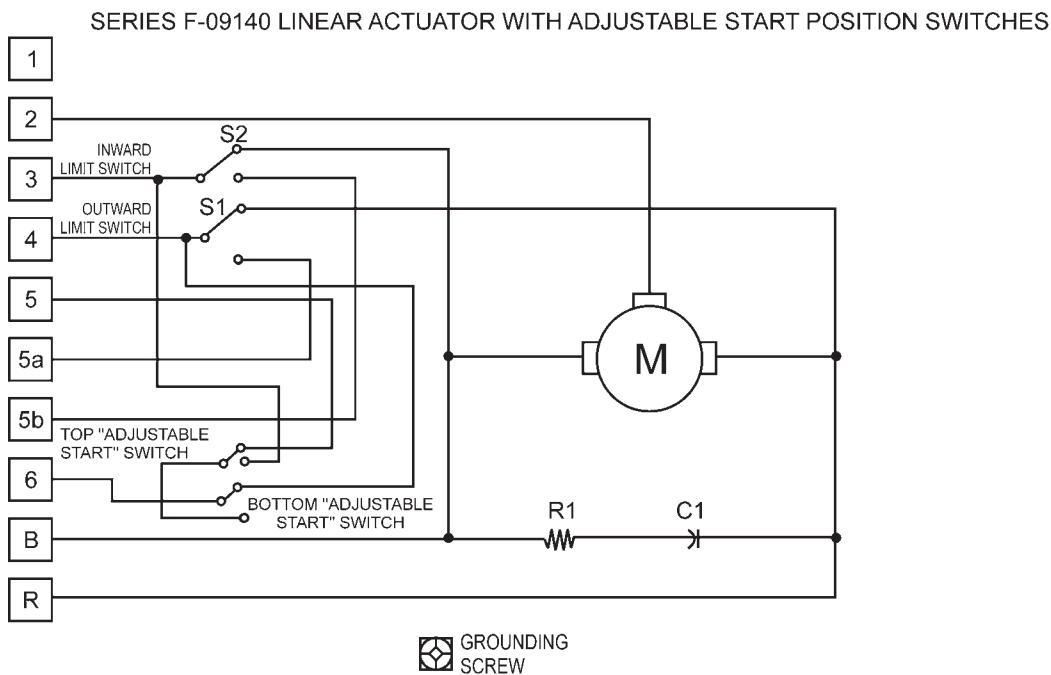 SERIES F-09140 LINEAR ACTUATOR WITH ADJUSTABLE START POSITION SWITCHES
1
2
S2
INWARD
LIMIT SWITCH
3
OUTWARD
LIMIT SWITCH
S1
4
5
5a
M
5b
TOP "ADJUSTABLE
START" SWITCH
6
BOTTOM "ADJUSTABLE
START" SWITCH
R1
C1
B
R
GROUNDING
SCREW